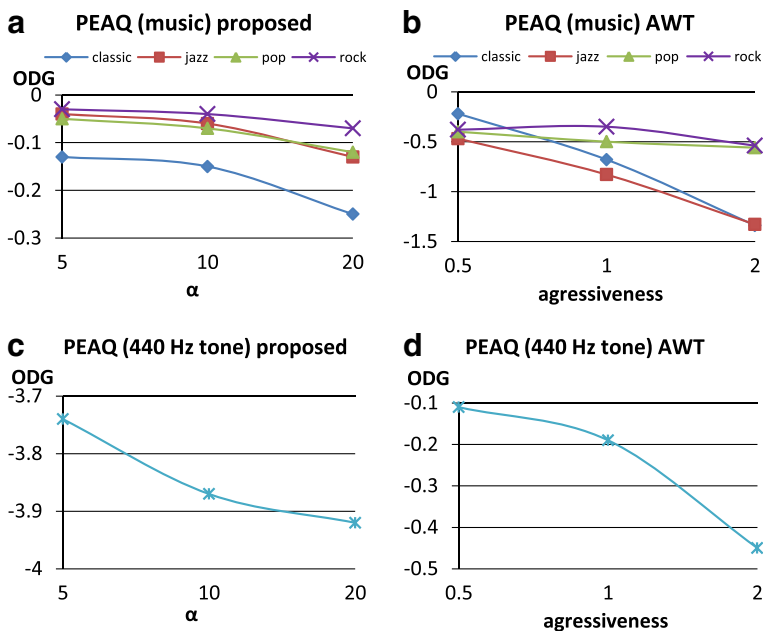 a PEAQ (music) proposed
classic jazz pop rock
ODG
0
-0.1
-0.2
-0.3
5 10 20
α
b PEAQ (music) AWT
classic jazz pop rock
ODG
0
-0.5
-1
-1.5
0.5 1 2
agressiveness
c PEAQ (440 Hz tone) proposed
ODG
-3.7
-3.8
-3.9
-4
5 10 20
α
d PEAQ (440 Hz tone) AWT
ODG
-0.1
-0.2
-0.3
-0.4
-0.5
0.5 1 2
agressiveness